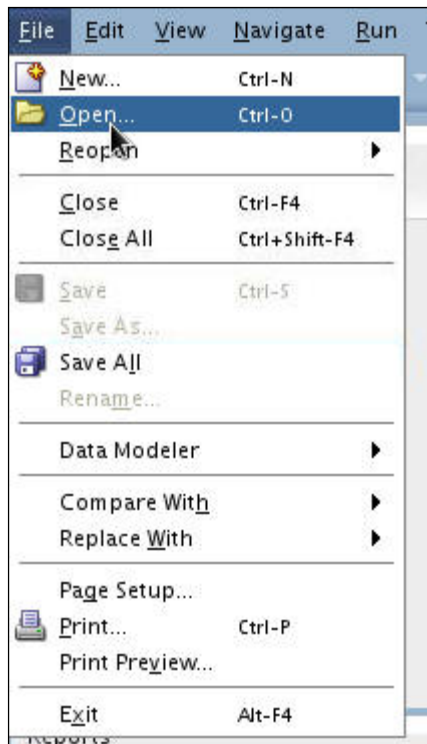 File Edit View Navigate Run
New... Ctrl-N
Open... Ctrl-O
Reopen
Close Ctrl-F4
Close All Ctrl+Shift-F4
Save Ctrl-S
Save As...
Save All
Rename...
Data Modeler
Compare With
Replace With
Page Setup...
Print... Ctrl-P
Print Preview...
Exit Alt-F4
Reports